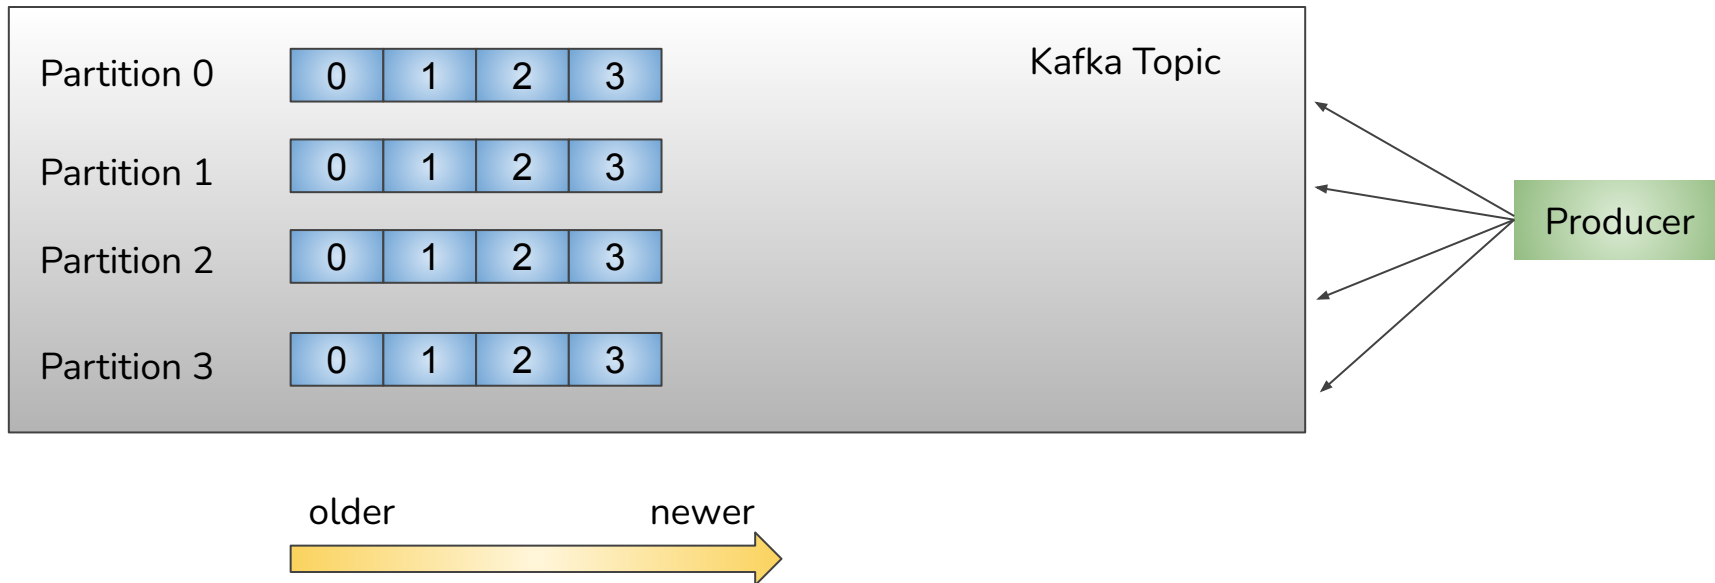 Partition 0 0 1 2 3 Kafka Topic
Partition 1 0 1 2 3
Producer
Partition 2 0 1 2 3
Partition 3 0 1 2 3
older newer